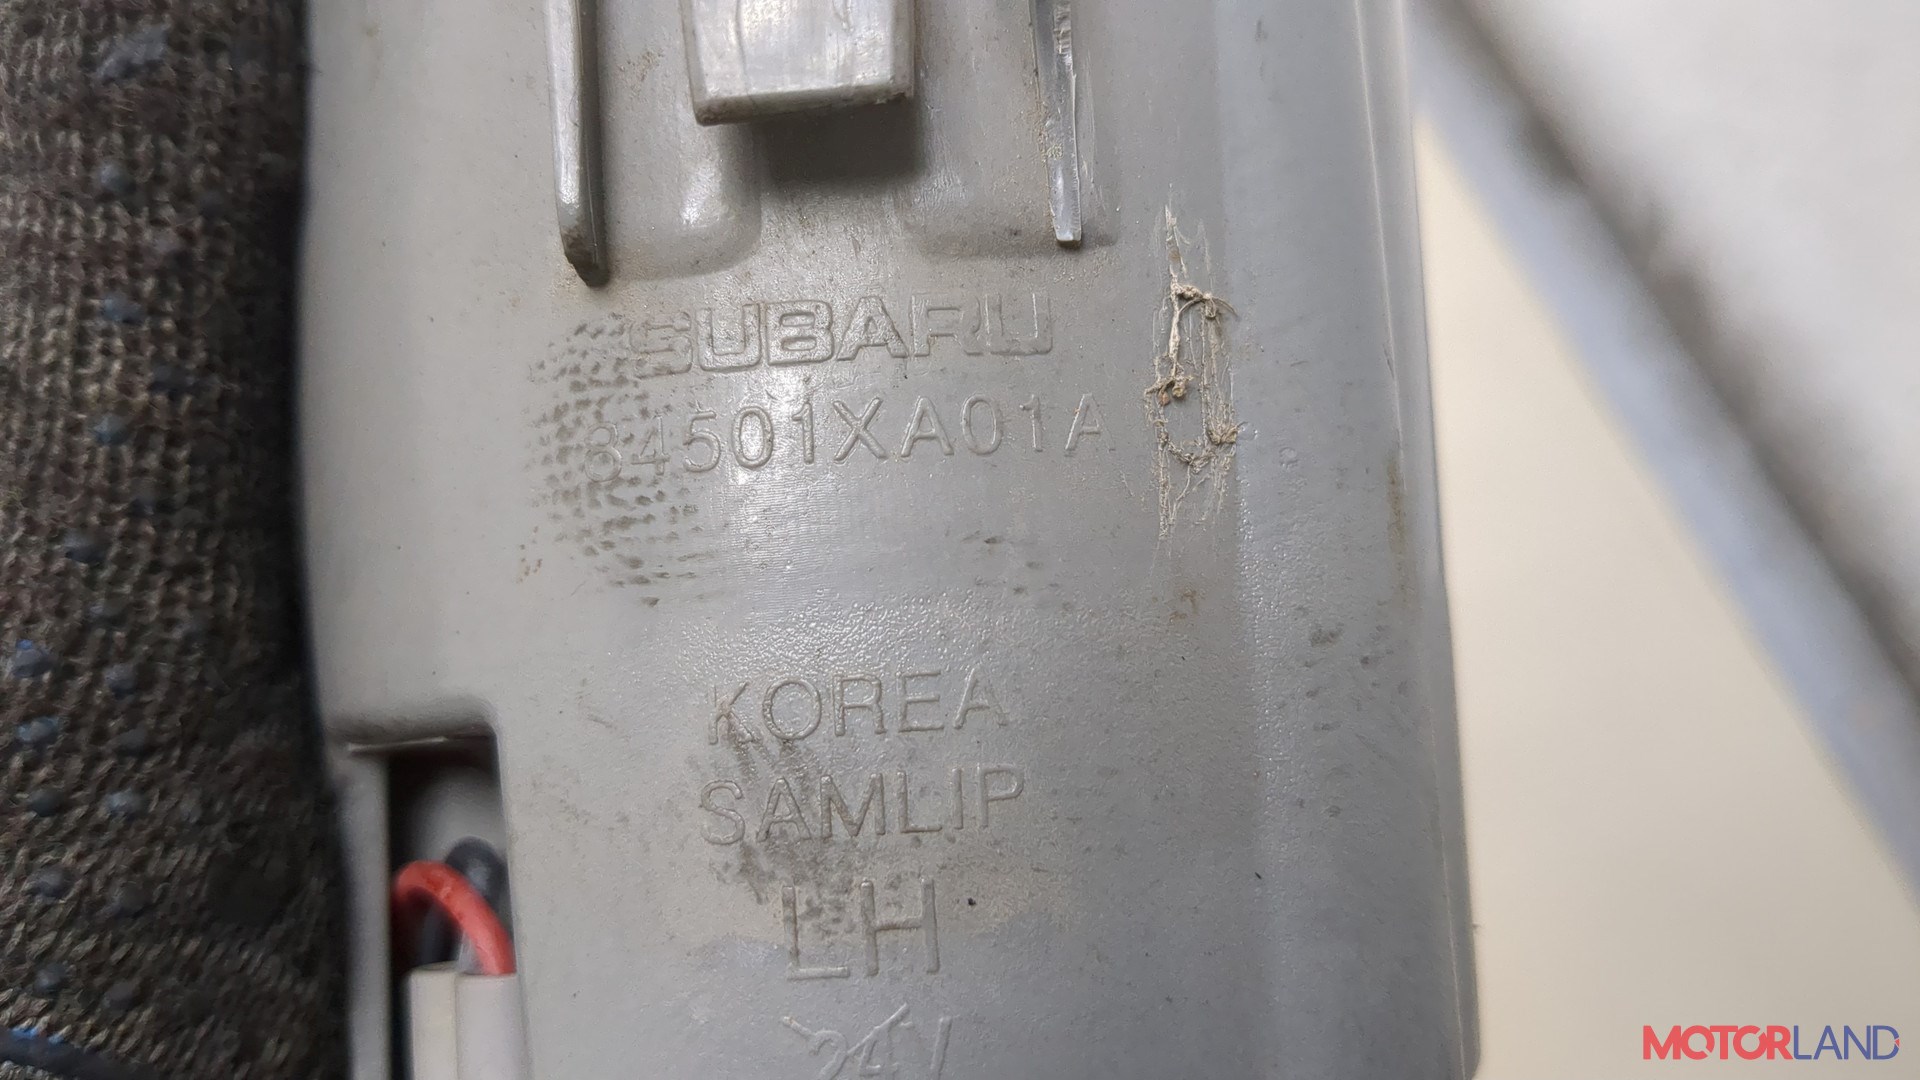 SUBARU
84501XA01A
KOREA
SAMLIP
LH
MOTORLAND